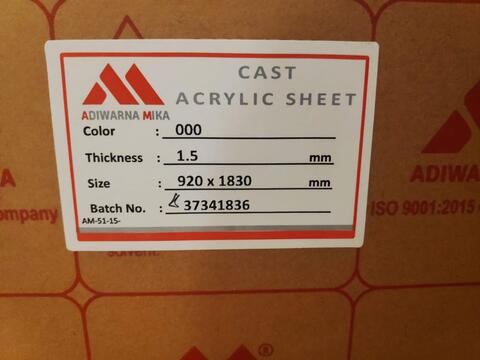 CAST
ACRYLIC SHEET
ADIWARNA MIKA
Color : 000
Thickness : 1.5 mm
Size : 920 x 1830 mm
Batch No. : 37341836
AM-51-15-
ADIWARN
A
ompany
ISO 9001:2015
solvent.